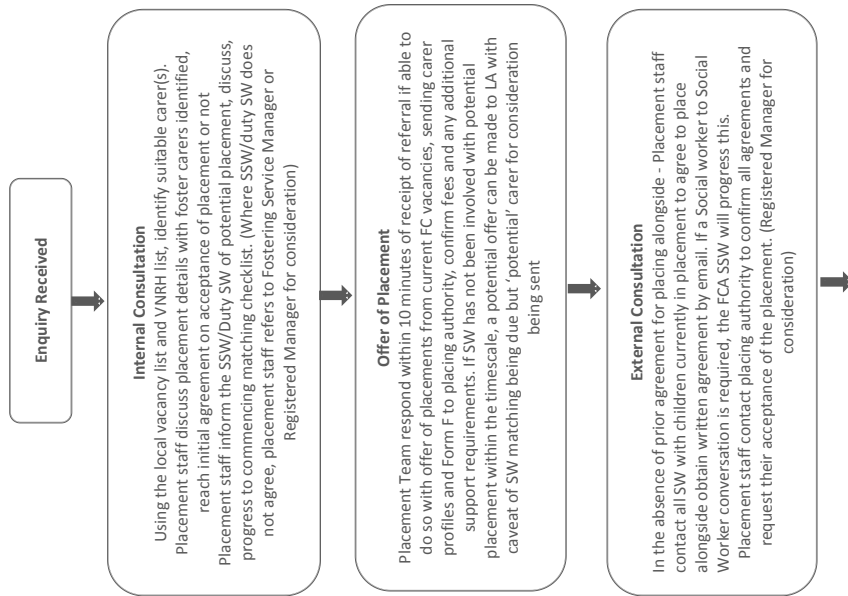 Enquiry Received
Internal Consultation
Using the local vacancy list and VNRH list, identify suitable carer(s).
Placement staff discuss placement details with foster carers identified,
reach initial agreement on acceptance of placement or not
Placement staff inform the SSW/Duty SW of potential placement, discuss,
progress to commencing matching checklist. (Where SSW/duty SW does
not agree, placement staff refers to Fostering Service Manager or
Registered Manager for consideration)
Offer of Placement
Placement Team respond within 10 minutes of receipt of referral if able to
do so with offer of placements from current FC vacancies, sending carer
profiles and Form F to placing authority, confirm fees and any additional
support requirements. If SW has not been involved with potential
placement within the timescale, a potential offer can be made to LA with
caveat of SW matching being due but ‘potential’ carer for consideration
being sent
External Consultation
In the absence of prior agreement for placing alongside - Placement staff
contact all SW with children currently in placement to agree to place
alongside obtain written agreement by email. If a Social worker to Social
Worker conversation is required, the FCA SSW will progress this.
Placement staff contact placing authority to confirm all agreements and
request their acceptance of the placement. (Registered Manager for
consideration)